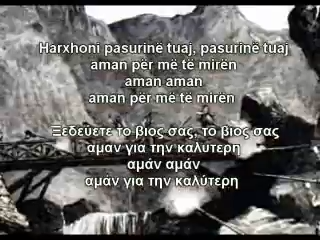 Harxhoni pasurinë tuaj, pasurinë tuaj
aman për më të mirën
aman aman
aman për më të mirën
Ξεδεύετε το βιος σας, το βιος σας
αμαν για την καλύτερη
αμάν αμάν
αμάν για την καλύτερη